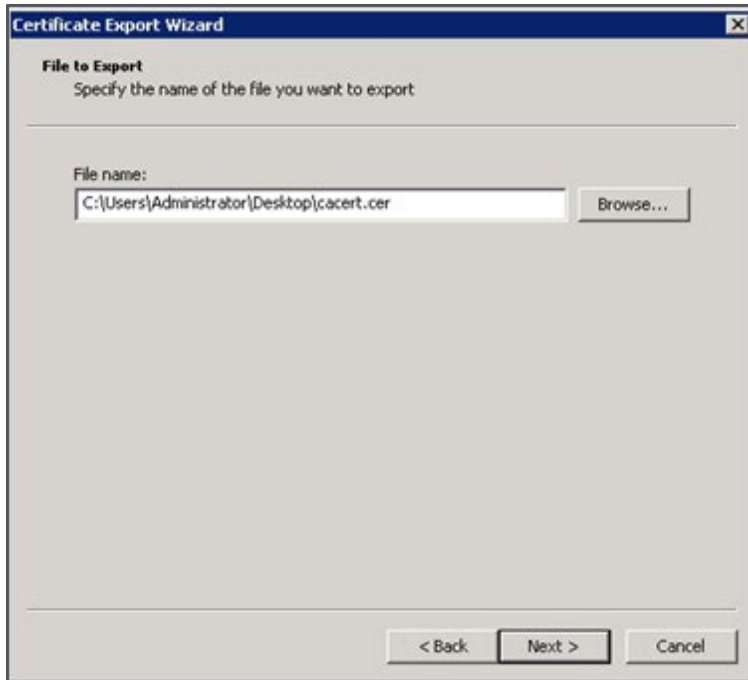 Certificate Export Wizard
File to Export
Specify the name of the file you want to export
File name:
C:\Users\Administrator\Desktop\cacert.cer
Browse...
< Back Next > Cancel